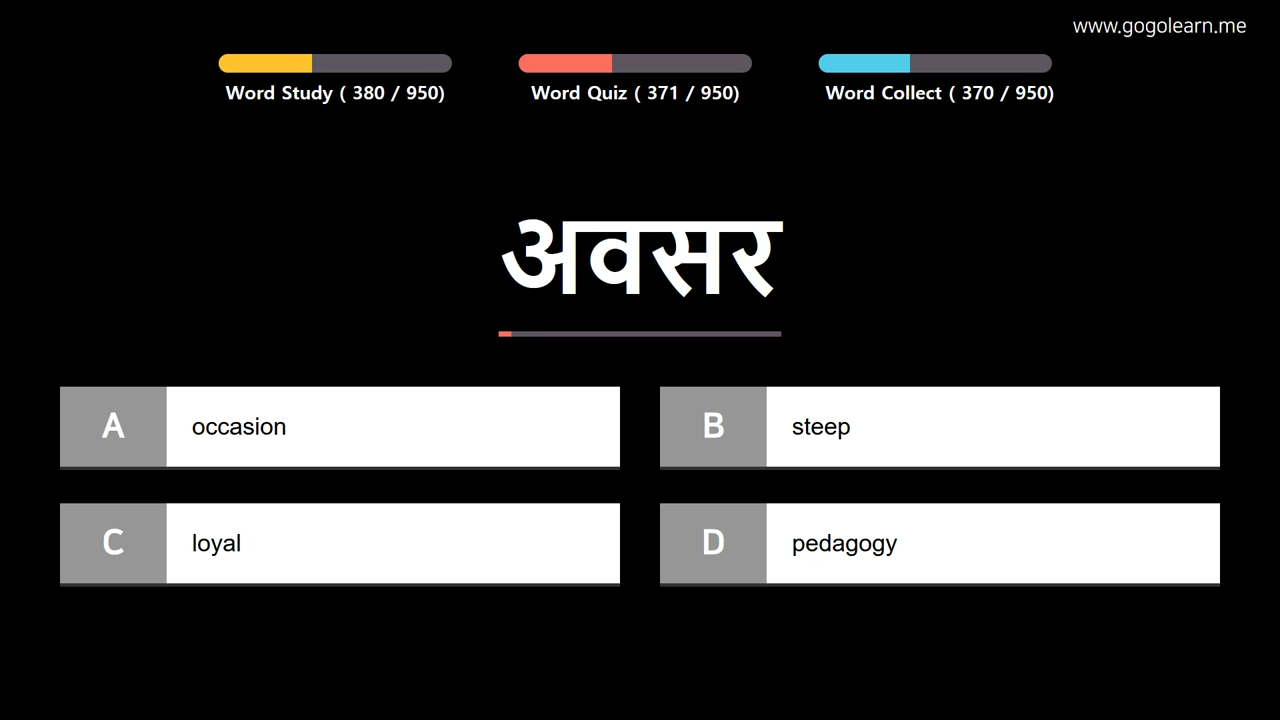 www.gogolearn.me
Word Study ( 380 / 950)
Word Quiz ( 371 / 950)
Word Collect ( 370 / 950)
अवसर
A
occasion
B
steep
C
loyal
D
pedagogy